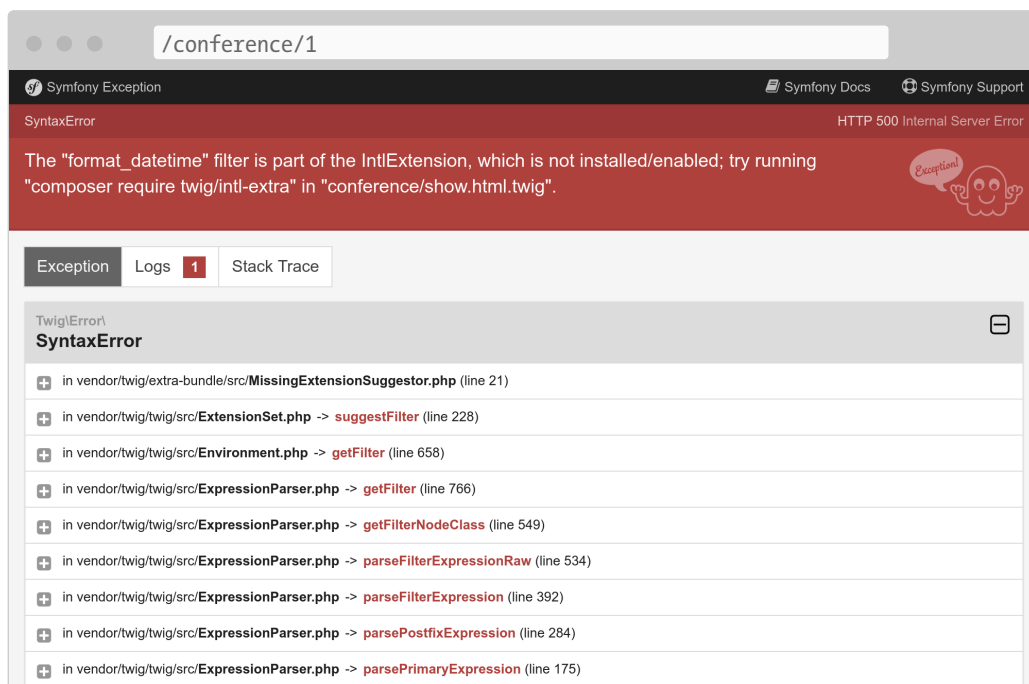 /conference/1
Symfony Exception Symfony Docs Symfony Support
SyntaxError HTTP 500 Internal Server Error
The "format_datetime" filter is part of the IntlExtension, which is not installed/enabled; try running
"composer require twig/intl-extra" in "conference/show.html.twig".
Exception!
Exception Logs 1 Stack Trace
Twig\Error\
SyntaxError
in vendor/twig/extra-bundle/src/MissingExtensionSuggestor.php (line 21)
in vendor/twig/twig/src/ExtensionSet.php -> suggestFilter (line 228)
in vendor/twig/twig/src/Environment.php -> getFilter (line 658)
in vendor/twig/twig/src/ExpressionParser.php -> getFilter (line 766)
in vendor/twig/twig/src/ExpressionParser.php -> getFilterNodeClass (line 549)
in vendor/twig/twig/src/ExpressionParser.php -> parseFilterExpressionRaw (line 534)
in vendor/twig/twig/src/ExpressionParser.php -> parseFilterExpression (line 392)
in vendor/twig/twig/src/ExpressionParser.php -> parsePostfixExpression (line 284)
in vendor/twig/twig/src/ExpressionParser.php -> parsePrimaryExpression (line 175)